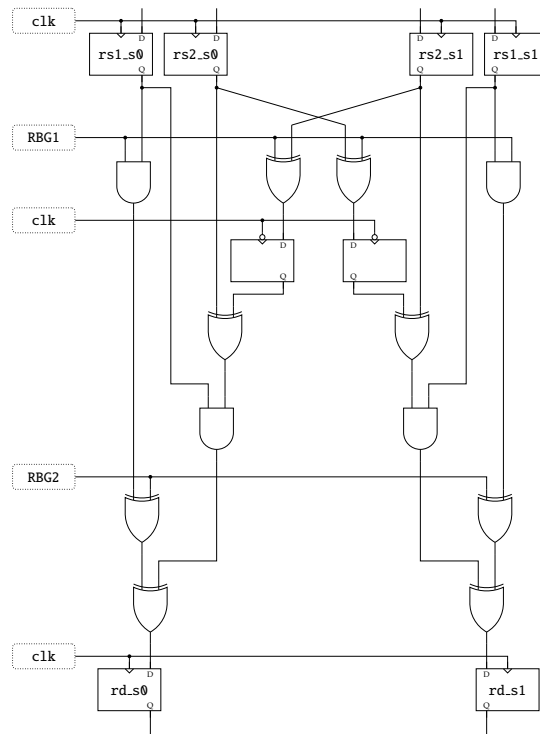 clk
D D D D
rs1_s0 rs2_s0 rs2_s1 rs1_s1
Q Q Q Q
RBG1
clk
D D
Q Q
RBG2
clk
D D
rd_s0 rd_s1
Q Q